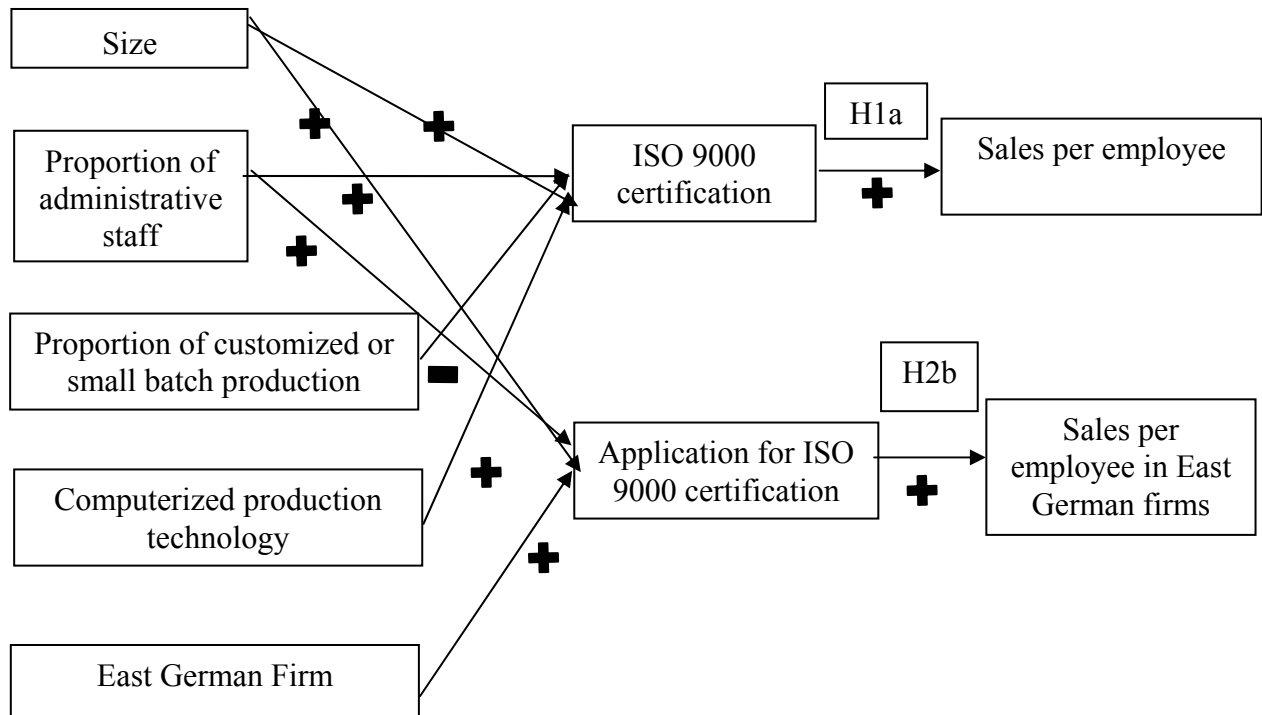 Size
Proportion of
administrative
staff
Proportion of customized or
small batch production
Computerized production
technology
East German Firm
ISO 9000
certification
Application for ISO
9000 certification
H1a
Sales per employee
H2b
Sales per
employee in East
German firms